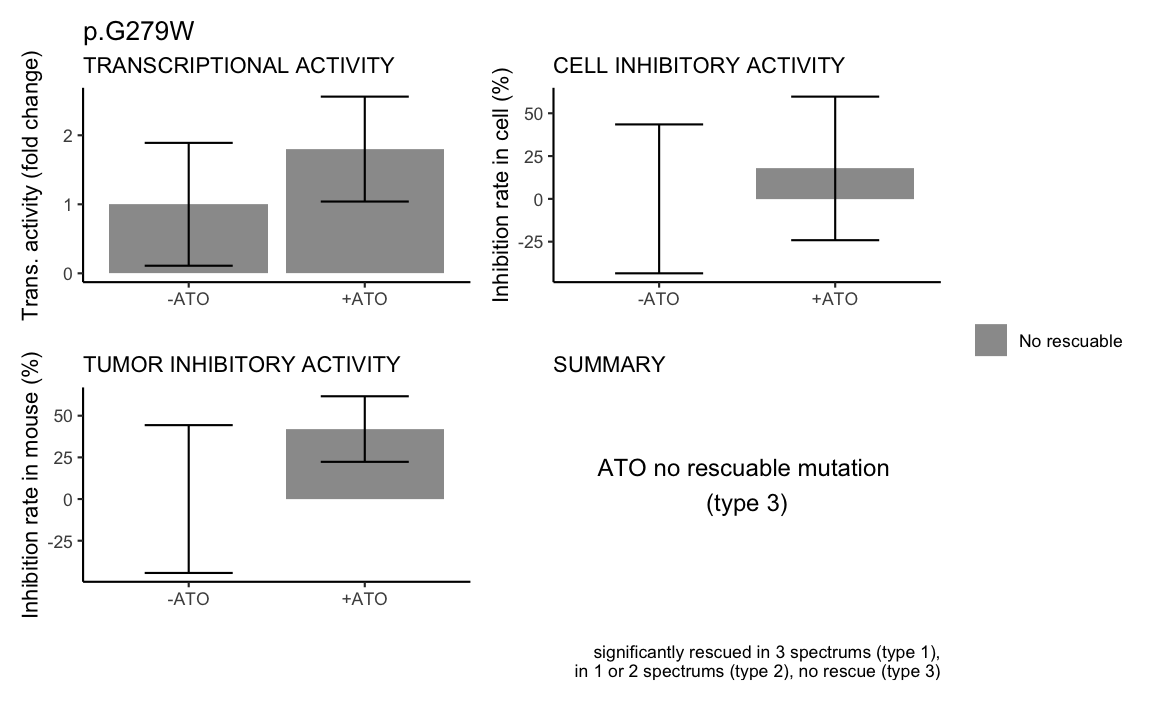 p.G279W
TRANSCRIPTIONAL ACTIVITY
Trans. activity (fold change)
2
1
0
-ATO
+ATO
CELL INHIBITORY ACTIVITY
Inhibition rate in cell (%)
50
25
0
-25
-ATO
+ATO
No rescuable
TUMOR INHIBITORY ACTIVITY
Inhibition rate in mouse (%)
50
25
0
-25
-ATO
+ATO
SUMMARY
ATO no rescuable mutation
(type 3)
significantly rescued in 3 spectrums (type 1),
in 1 or 2 spectrums (type 2), no rescue (type 3)